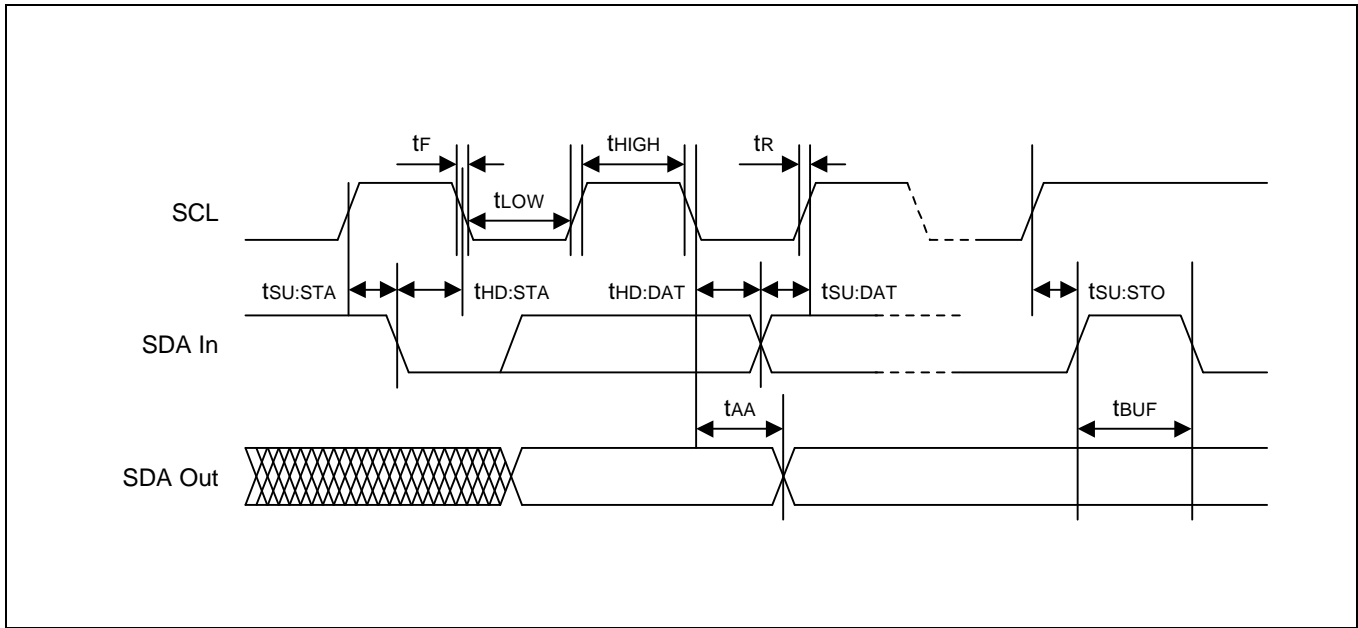 tF
tHIGH
tR
tLOW
SCL
tSU:STA
tHD:STA
tHD:DAT
tSU:DAT
tSU:STO
SDA In
tAA
tBUF
SDA Out